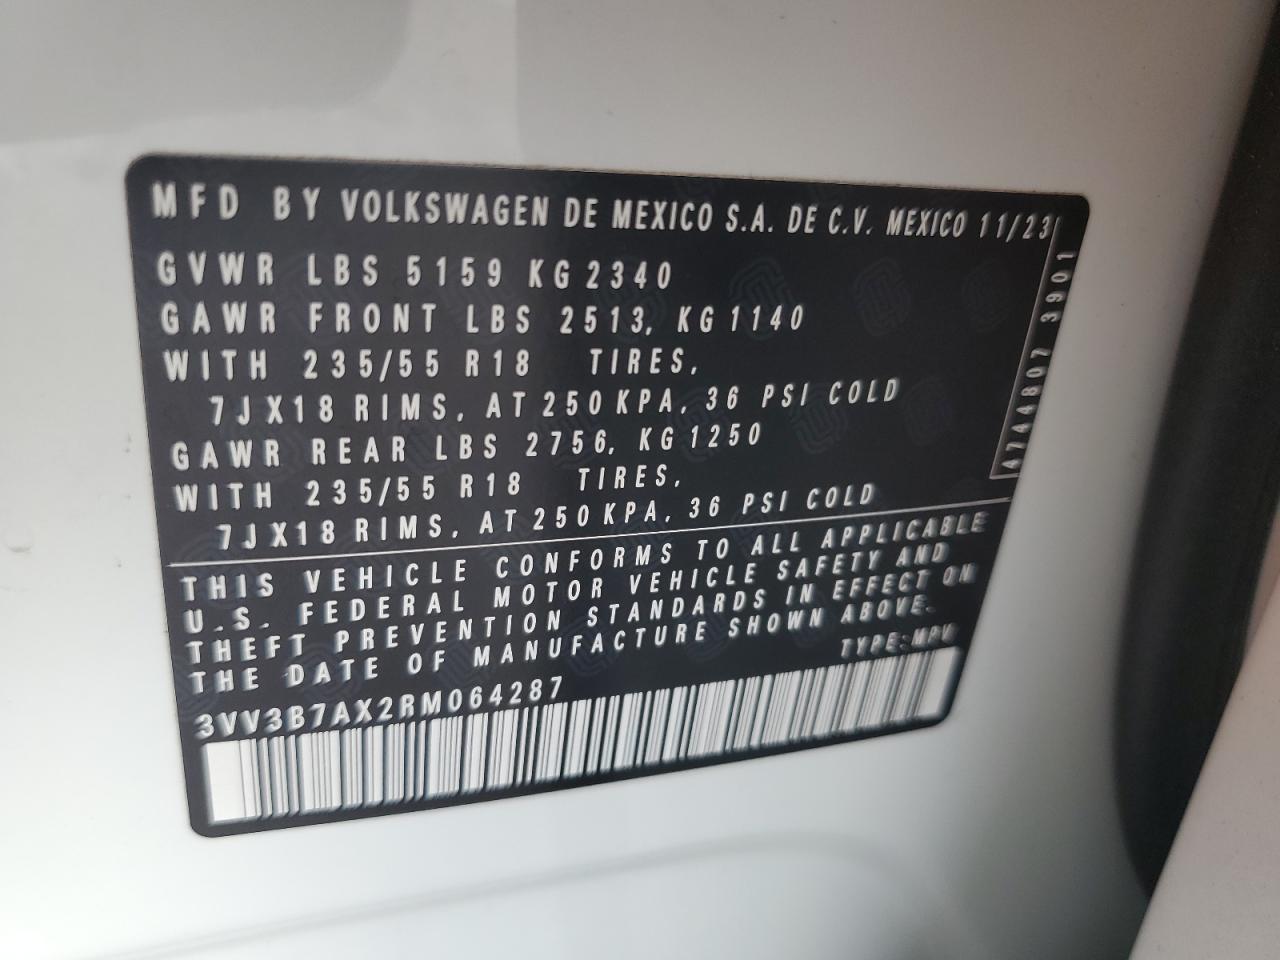 MFD BY VOLKSWAGEN DE MEXICO S.A. DE C.V. MEXICO 11/23
GVWR LBS 5159 KG 2340
GAWR FRONT LBS 2513, KG 1140
WITH 235/55 R18 TIRES,
7JX18 RIMS, AT 250 KPA, 36 PSI COLD
GAWR REAR LBS 2756, KG 1250
WITH 235/55 R18 TIRES,
7JX18 RIMS, AT 250 KPA, 36 PSI COLD
4744807 3901
THIS VEHICLE CONFORMS TO ALL APPLICABLE
U.S. FEDERAL MOTOR VEHICLE SAFETY AND
THEFT PREVENTION STANDARDS IN EFFECT ON
THE DATE OF MANUFACTURE SHOWN ABOVE.
TYPE:MPV
3VV3B7AX2RM064287